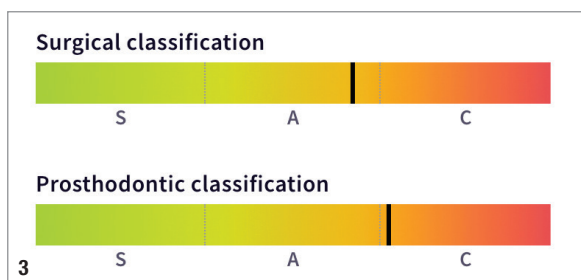 Surgical classification
S A C
Prosthodontic classification
S A C
3